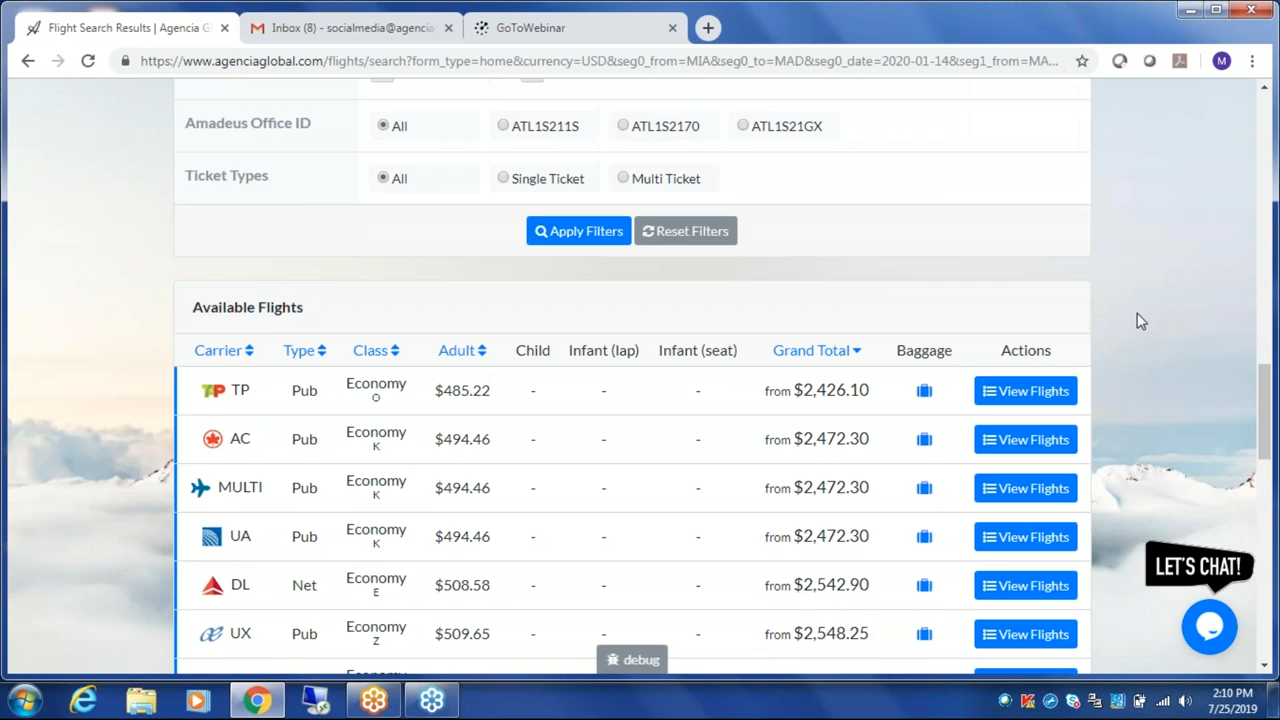 Flight Search Results | Agencia G
Inbox (8) - socialmedia@agencia
GoToWebinar
https://www.agenciaglobal.com/flights/search?form_type=home&currency=USD&seg0_from=MIA&seg0_to=MAD&seg0_date=2020-01-14&seg1_from=MA...
M
Amadeus Office ID All ATL1S211S ATL1S2170 ATL1S21GX
Ticket Types All Single Ticket Multi Ticket
Apply Filters Reset Filters
Available Flights
Carrier Type Class Adult Child Infant (lap) Infant (seat) Grand Total Baggage Actions
TP Pub Economy O $485.22 - - - from $2,426.10 View Flights
AC Pub Economy K $494.46 - - - from $2,472.30 View Flights
MULTI Pub Economy K $494.46 - - - from $2,472.30 View Flights
UA Pub Economy K $494.46 - - - from $2,472.30 View Flights
DL Net Economy E $508.58 - - - from $2,542.90 View Flights
UX Pub Economy Z $509.65 - - - from $2,548.25 View Flights
LET'S CHAT!
debug
2:10 PM
7/25/2019